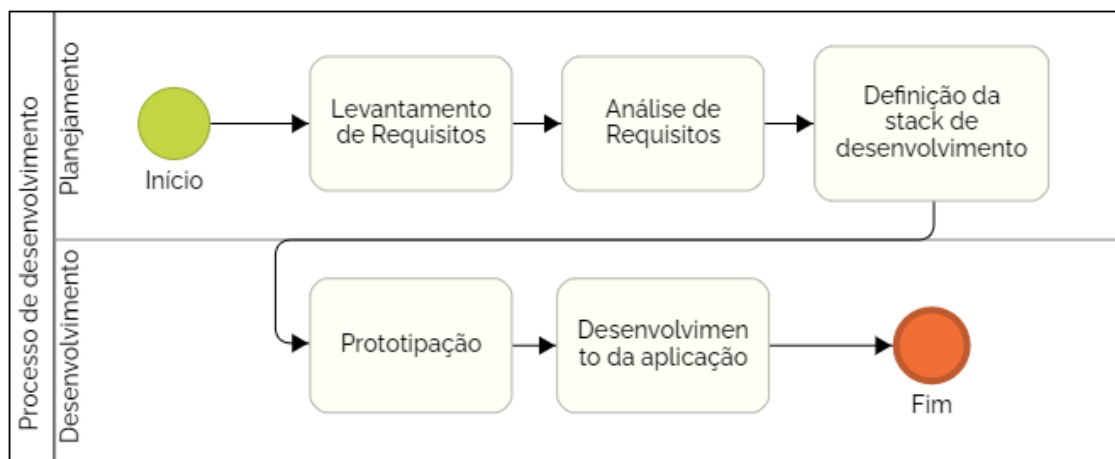 Processo de desenvolvimento
Planejamento
Início
Levantamento
de Requisitos
Análise de
Requisitos
Definição da
stack de
desenvolvimento
Desenvolvimento
Prototipação
Desenvolvimen
to da aplicação
Fim